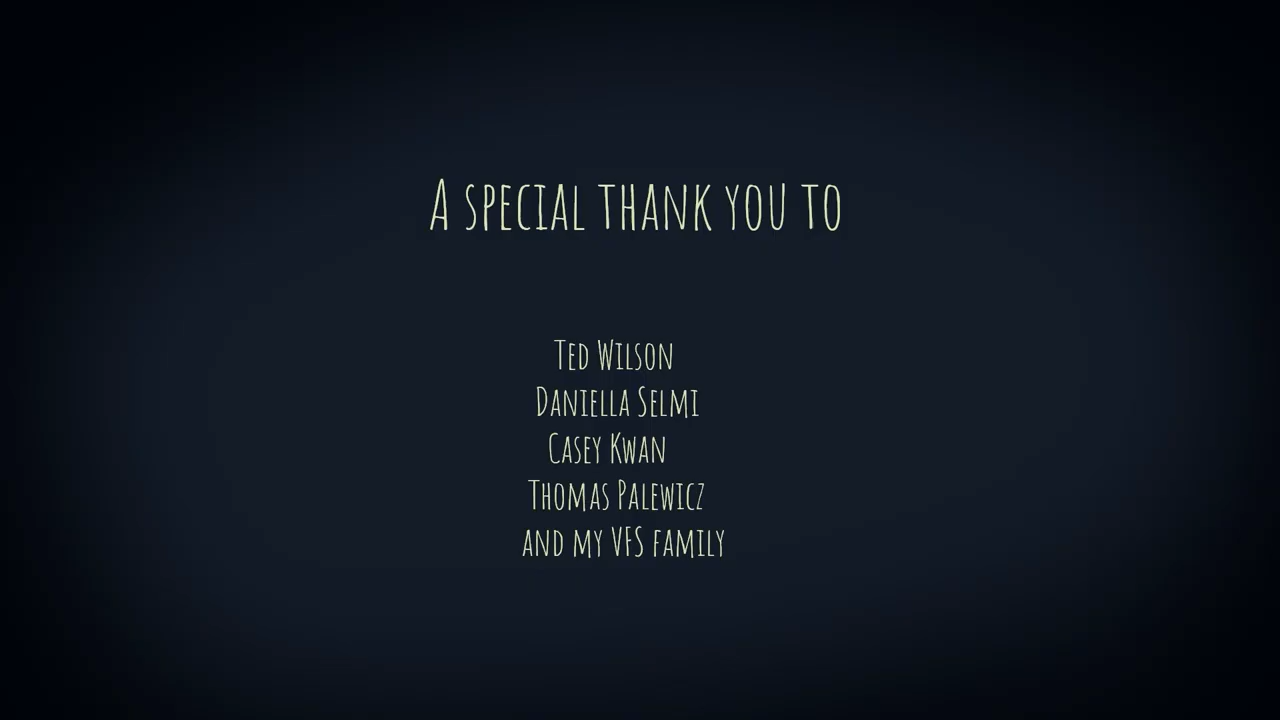 A special thank you to
Ted Wilson
Daniella Selmi
Casey Kwan
Thomas Palewicz
and my VFS family